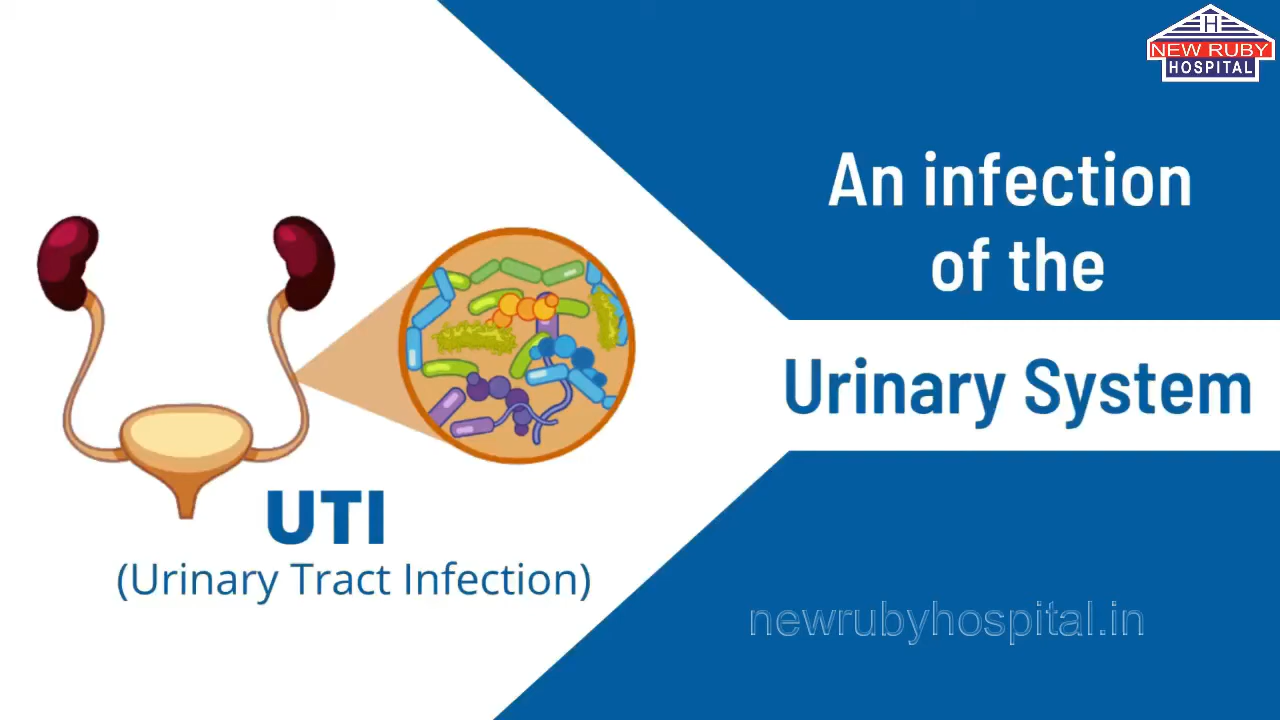 H
NEW RUBY
HOSPITAL
An infection
of the
Urinary System
UTI
(Urinary Tract Infection)
newrubyhospital.in